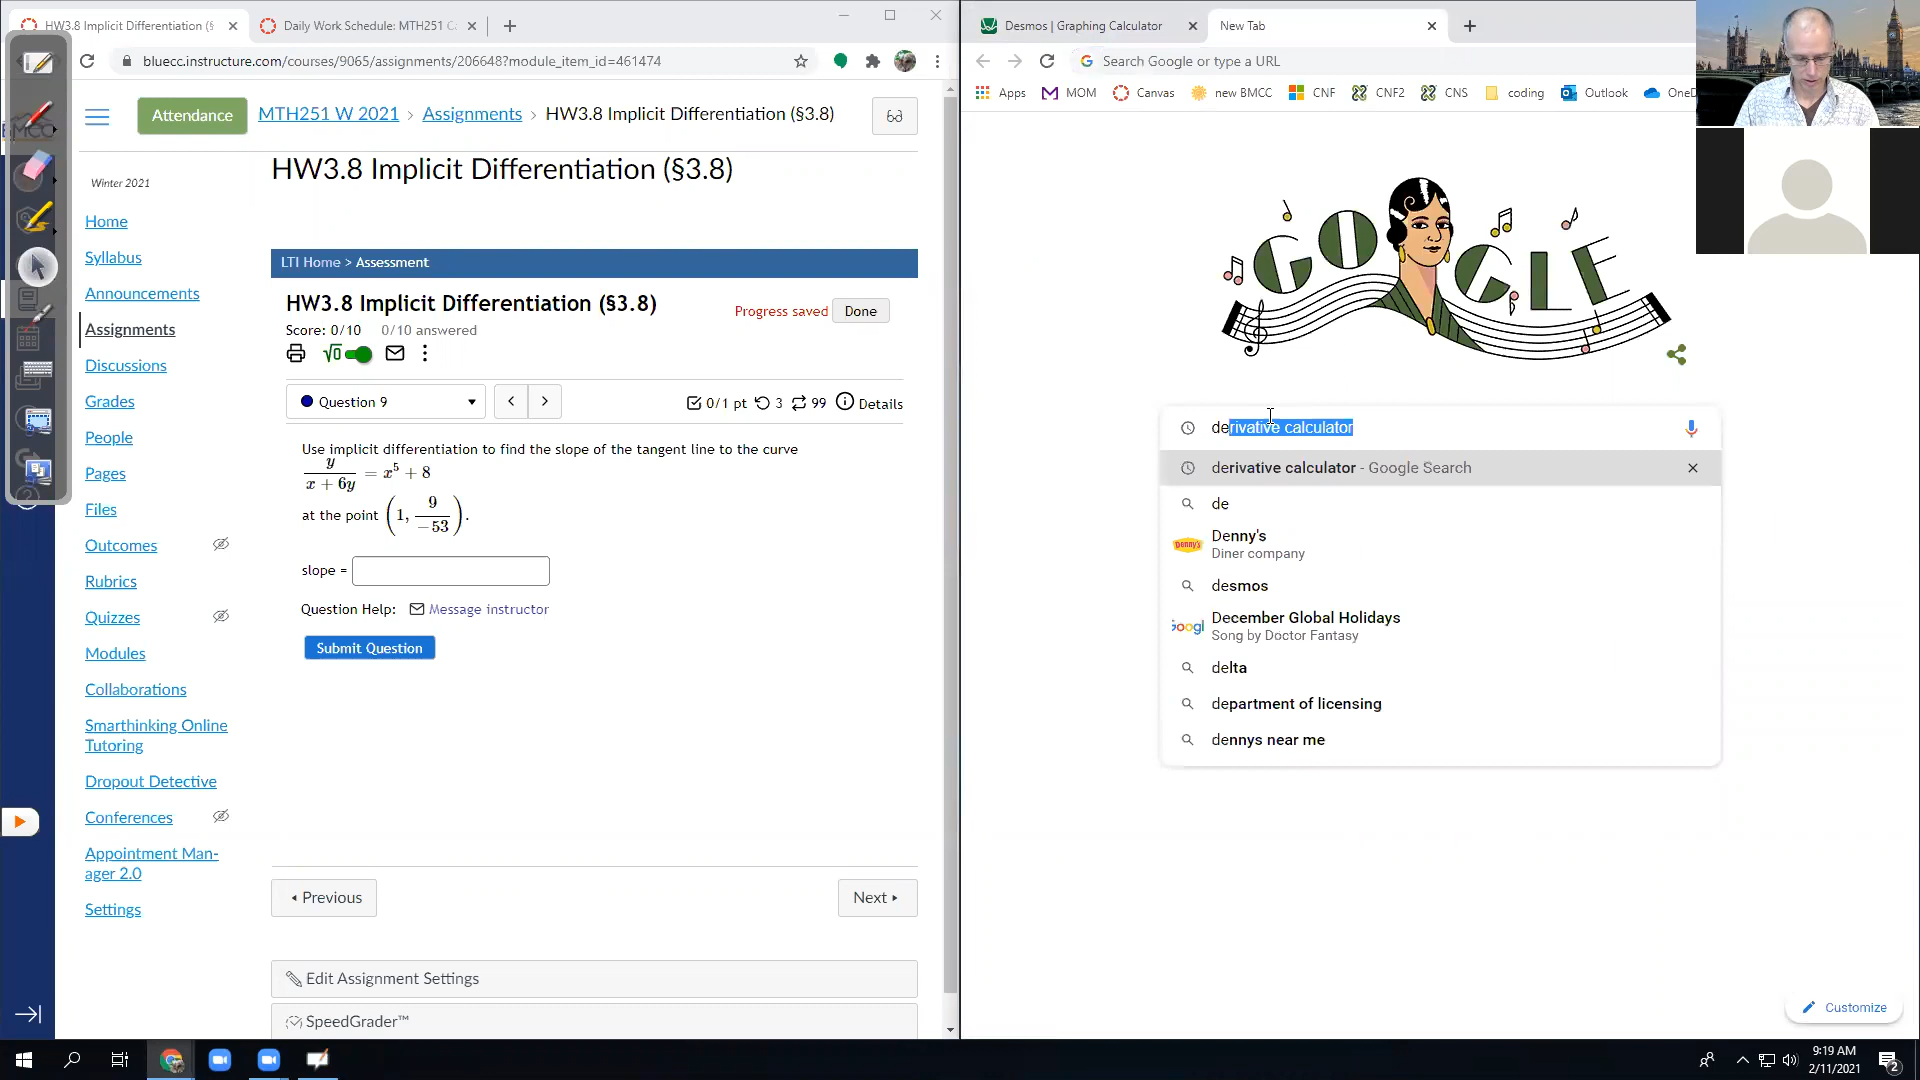 HW3.8 Implicit Differentiation (§
Daily Work Schedule: MTH251 C
bluecc.instructure.com/courses/9065/assignments/206648?module_item_id=461474
Attendance
MTH251 W 2021 › Assignments › HW3.8 Implicit Differentiation (§3.8)
HW3.8 Implicit Differentiation (§3.8)
Winter 2021
Home
Syllabus
Announcements
Assignments
Discussions
Grades
People
Pages
Files
Outcomes
Rubrics
Quizzes
Modules
Collaborations
Smarthinking Online
Tutoring
Dropout Detective
Conferences
Appointment Man-
ager 2.0
Settings
LTI Home > Assessment
HW3.8 Implicit Differentiation (§3.8)
Progress saved
Done
Score: 0/10 0/10 answered
√0
Question 9
0/1 pt 3 99 Details
Use implicit differentiation to find the slope of the tangent line to the curve
y/(x + 6y) = x^5 + 8
at the point (1, 9/(-53)).
slope =
Question Help: Message instructor
Submit Question
◂ Previous
Next ▸
Edit Assignment Settings
SpeedGrader™
Desmos | Graphing Calculator
New Tab
Search Google or type a URL
Apps MOM Canvas new BMCC CNF CNF2 CNS coding Outlook
GOOGLE
derivative calculator
derivative calculator - Google Search
de
Denny's
Denny's
Diner company
desmos
December Global Holidays
Song by Doctor Fantasy
delta
department of licensing
dennys near me
Customize
9:19 AM
2/11/2021
2